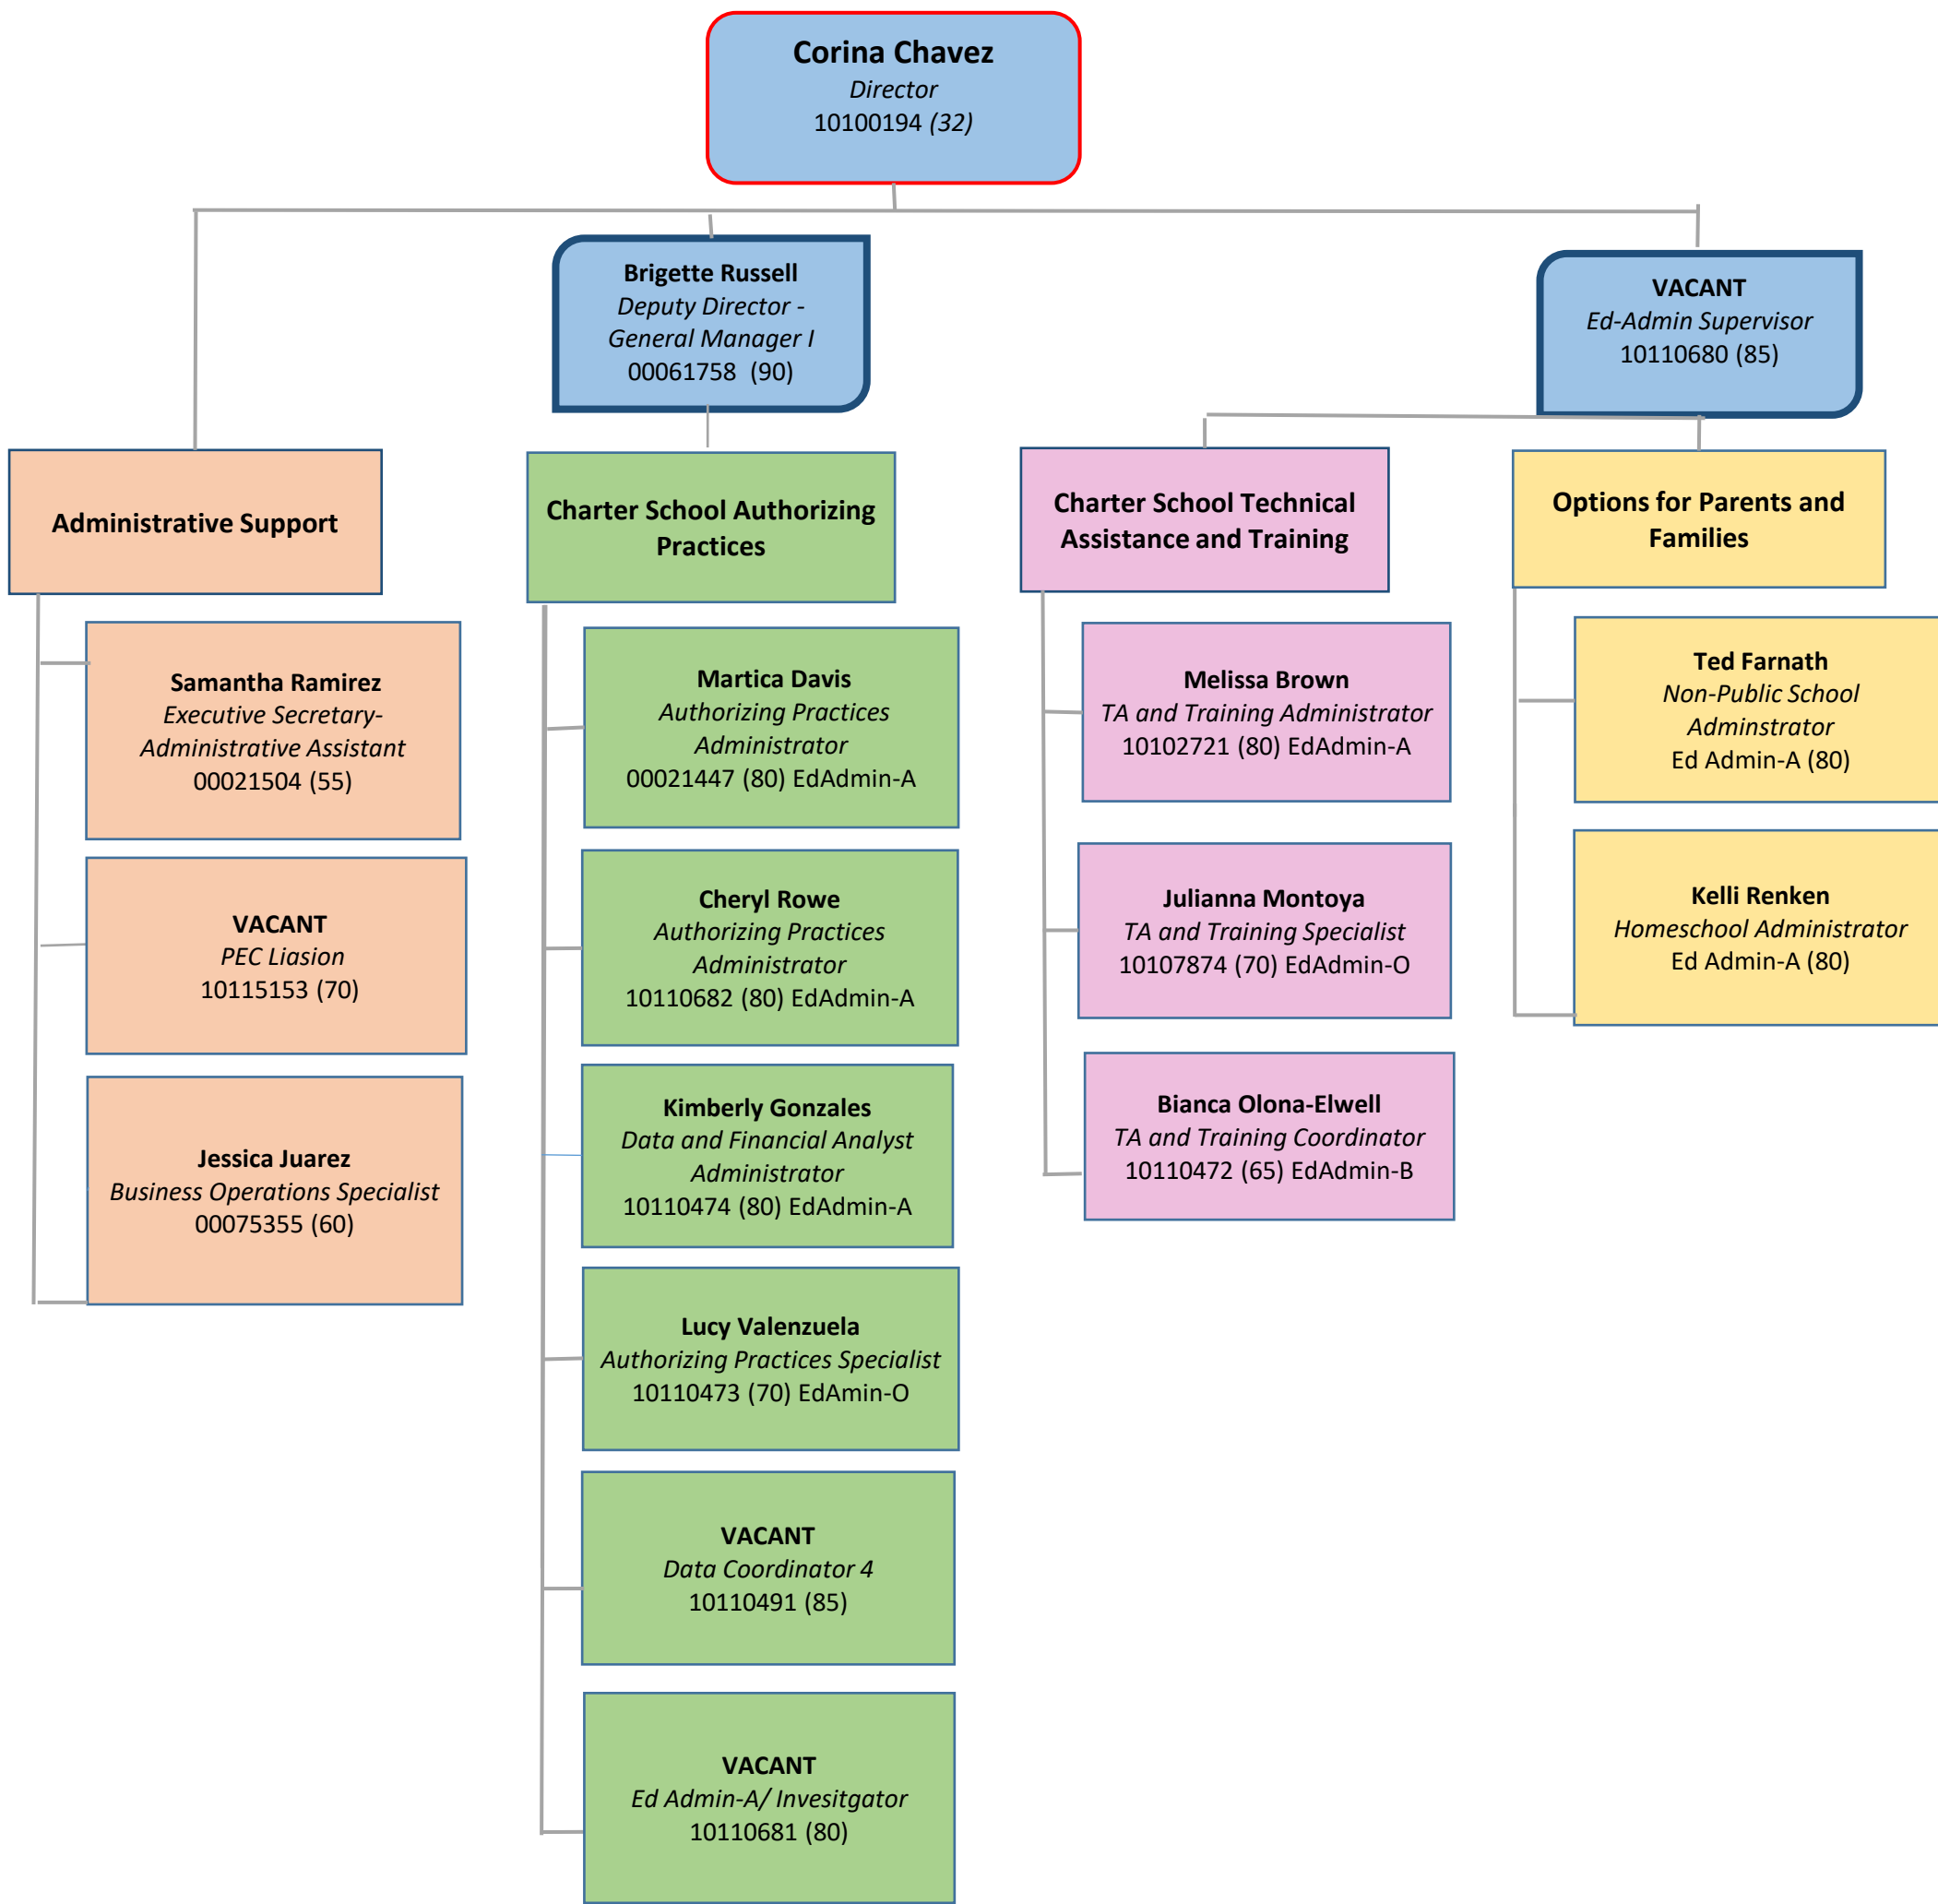 Corina Chavez
Director
10100194 (32)
Brigette Russell
Deputy Director -
General Manager I
00061758  (90)
VACANT
Ed-Admin Supervisor
10110680 (85)
Administrative Support
Samantha Ramirez
Executive Secretary-
Administrative Assistant
00021504 (55)
VACANT
PEC Liasion
10115153 (70)
Jessica Juarez
Business Operations Specialist
00075355 (60)
Charter School Authorizing
Practices
Martica Davis
Authorizing Practices
Administrator
00021447 (80) EdAdmin-A
Cheryl Rowe
Authorizing Practices
Administrator
10110682 (80) EdAdmin-A
Kimberly Gonzales
Data and Financial Analyst
Administrator
10110474 (80) EdAdmin-A
Lucy Valenzuela
Authorizing Practices Specialist
10110473 (70) EdAmin-O
VACANT
Data Coordinator 4
10110491 (85)
VACANT
Ed Admin-A/ Invesitgator
10110681 (80)
Charter School Technical
Assistance and Training
Melissa Brown
TA and Training Administrator
10102721 (80) EdAdmin-A
Julianna Montoya
TA and Training Specialist
10107874 (70) EdAdmin-O
Bianca Olona-Elwell
TA and Training Coordinator
10110472 (65) EdAdmin-B
Options for Parents and
Families
Ted Farnath
Non-Public School
Adminstrator
Ed Admin-A (80)
Kelli Renken
Homeschool Administrator
Ed Admin-A (80)